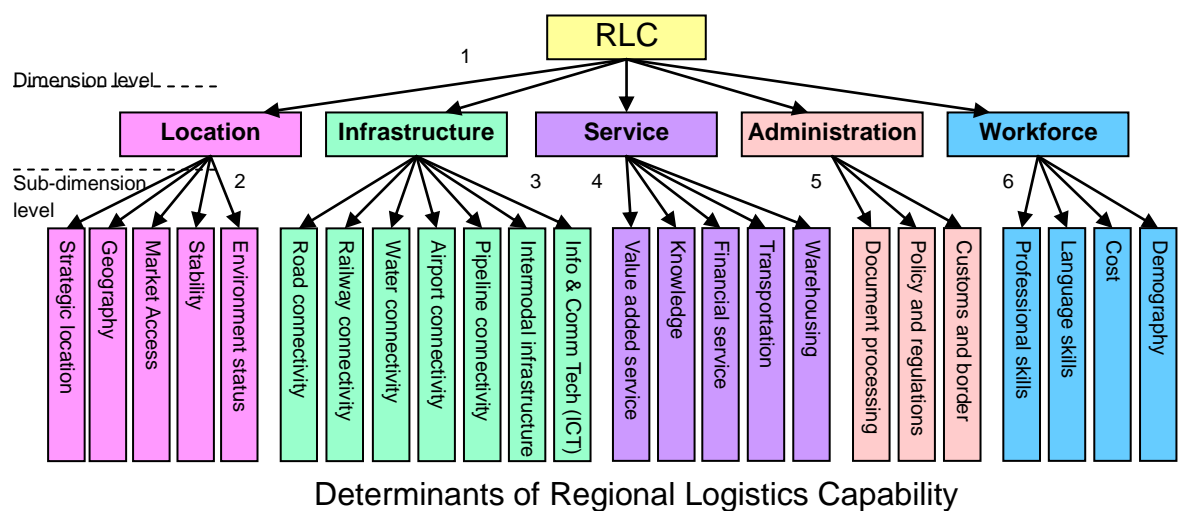 RLC
1
Dimension level
Location
Infrastructure
Service
Administration
Workforce
Sub-dimension
level
2
3
4
5
6
Strategic location
Geography
Market Access
Stability
Environment status
Road connectivity
Railway connectivity
Water connectivity
Airport connectivity
Pipeline connectivity
Intermodal infrastructure
Info & Comm Tech (ICT)
Value added service
Knowledge
Financial service
Transportation
Warehousing
Document processing
Policy and regulations
Customs and border
Professional skills
Language skills
Cost
Demography
Determinants of Regional Logistics Capability